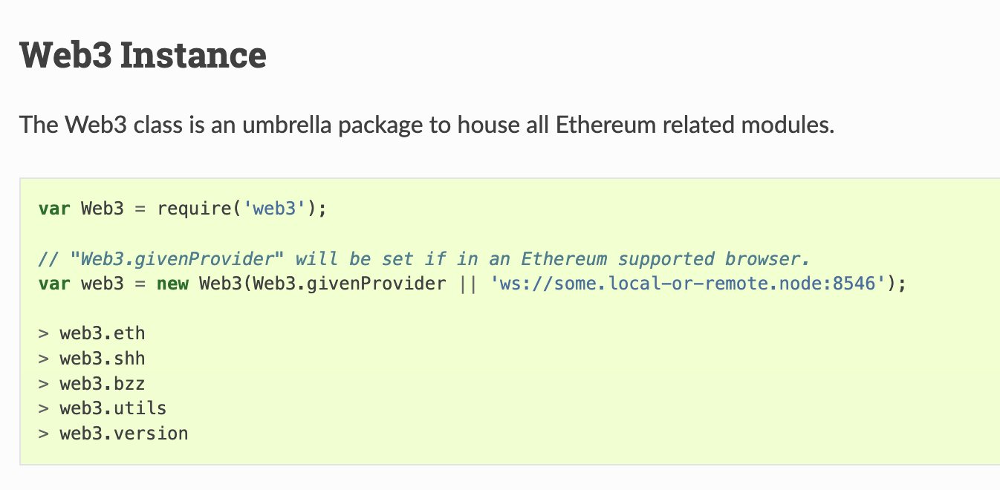 Web3 Instance
The Web3 class is an umbrella package to house all Ethereum related modules.
var Web3 = require('web3');
// "Web3.givenProvider" will be set if in an Ethereum supported browser.
var web3 = new Web3(Web3.givenProvider || 'ws://some.local-or-remote.node:8546');
> web3.eth
> web3.shh
> web3.bzz
> web3.utils
> web3.version